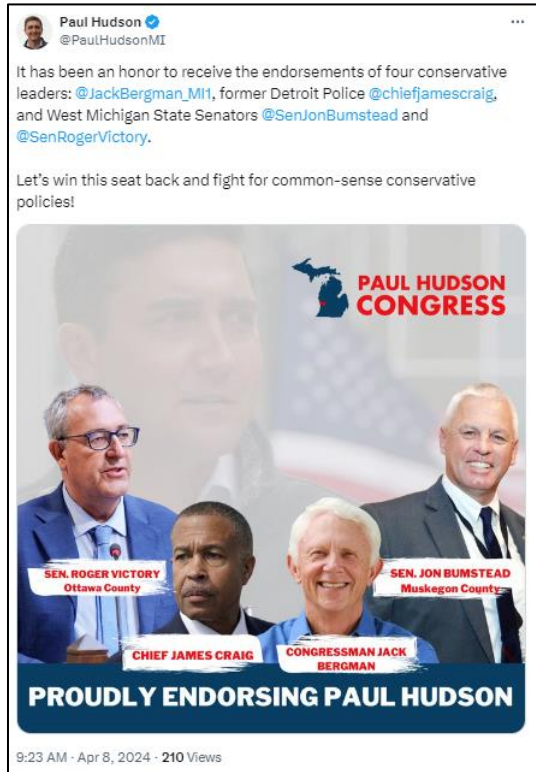 Paul Hudson
@PaulHudsonMI
It has been an honor to receive the endorsements of four conservative
leaders: @JackBergman_MI1, former Detroit Police @chiefjamescraig,
and West Michigan State Senators @SenJonBumstead and
@SenRogerVictory.
Let’s win this seat back and fight for common-sense conservative
policies!
PAUL HUDSON
CONGRESS
SEN. ROGER VICTORY
Ottawa County
CHIEF JAMES CRAIG
CONGRESSMAN JACK
BERGMAN
SEN. JON BUMSTEAD
Muskegon County
PROUDLY ENDORSING PAUL HUDSON
9:23 AM · Apr 8, 2024 · 210 Views